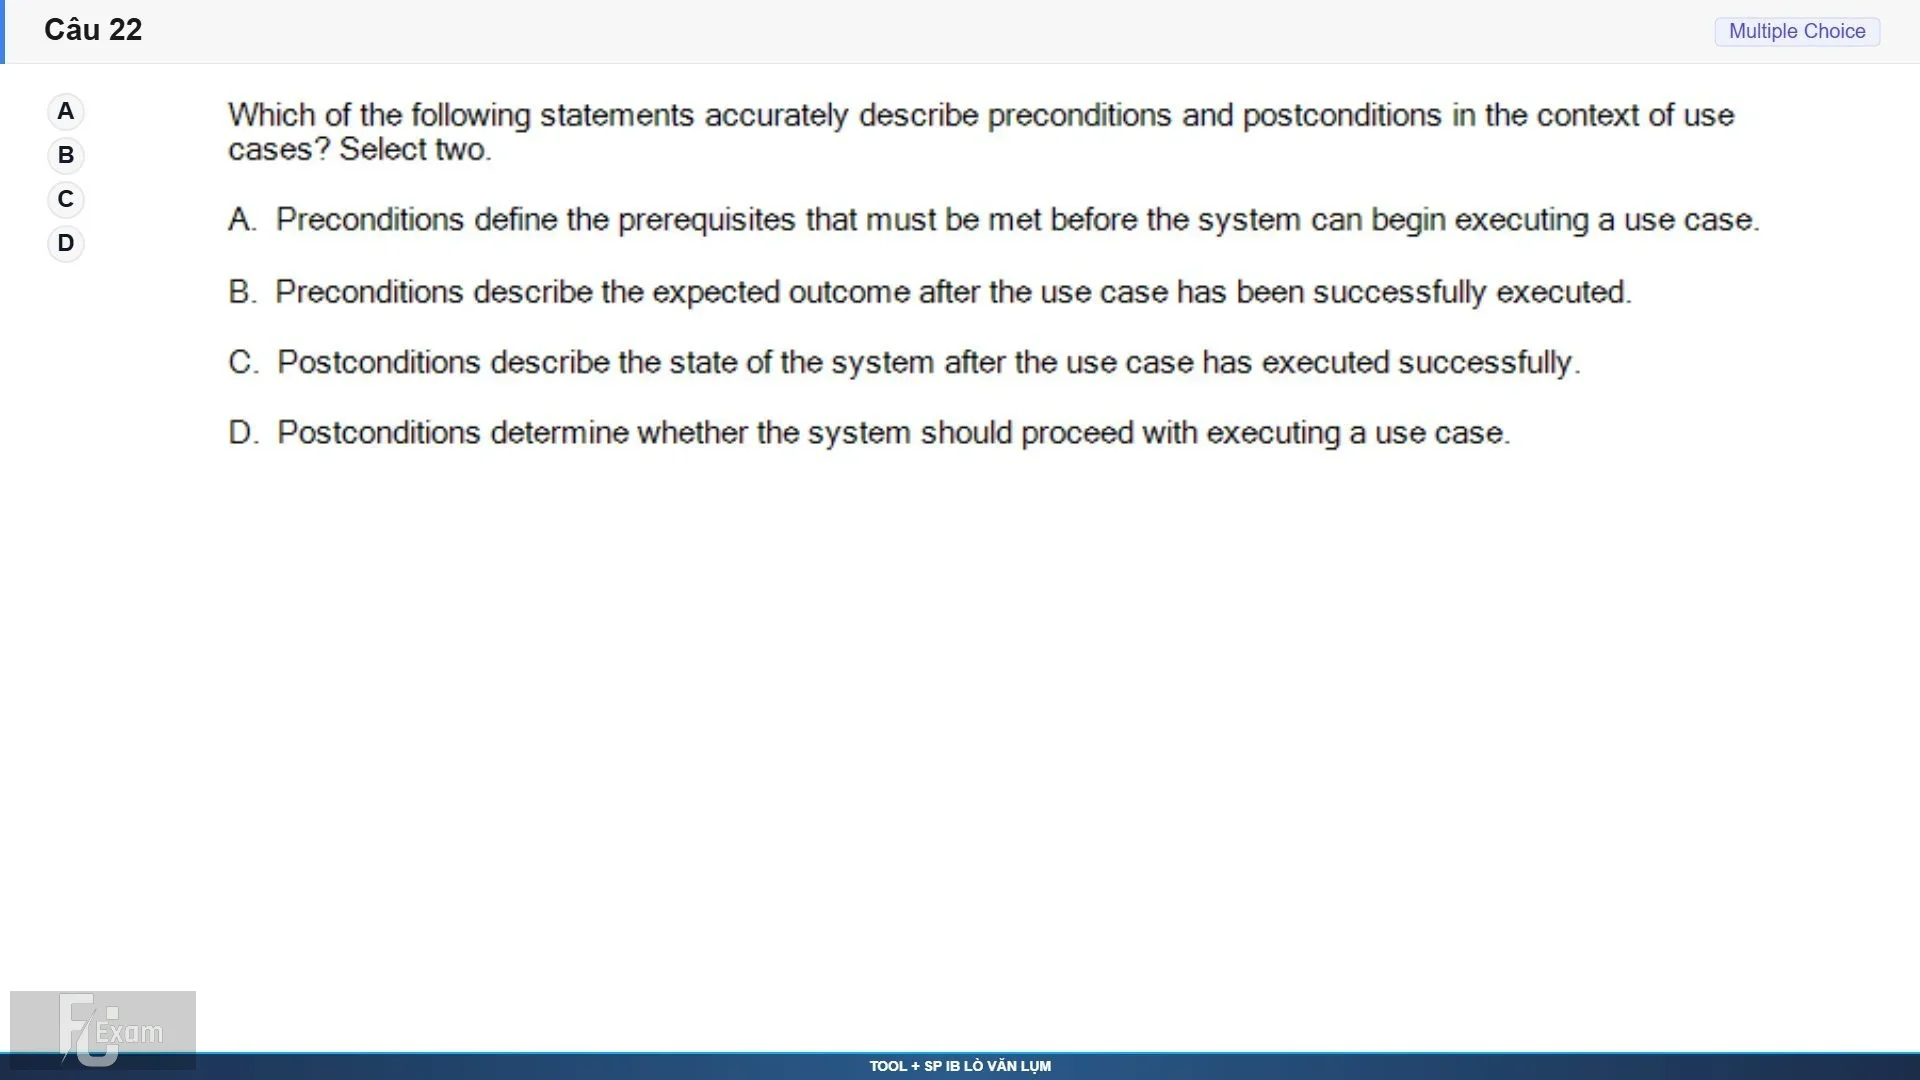 Câu 22
Multiple Choice
A
B
C
D
Which of the following statements accurately describe preconditions and postconditions in the context of use
cases? Select two.
A. Preconditions define the prerequisites that must be met before the system can begin executing a use case.
B. Preconditions describe the expected outcome after the use case has been successfully executed.
C. Postconditions describe the state of the system after the use case has executed successfully.
D. Postconditions determine whether the system should proceed with executing a use case.
Exam
TOOL + SP IB LÒ VĂN LỤM